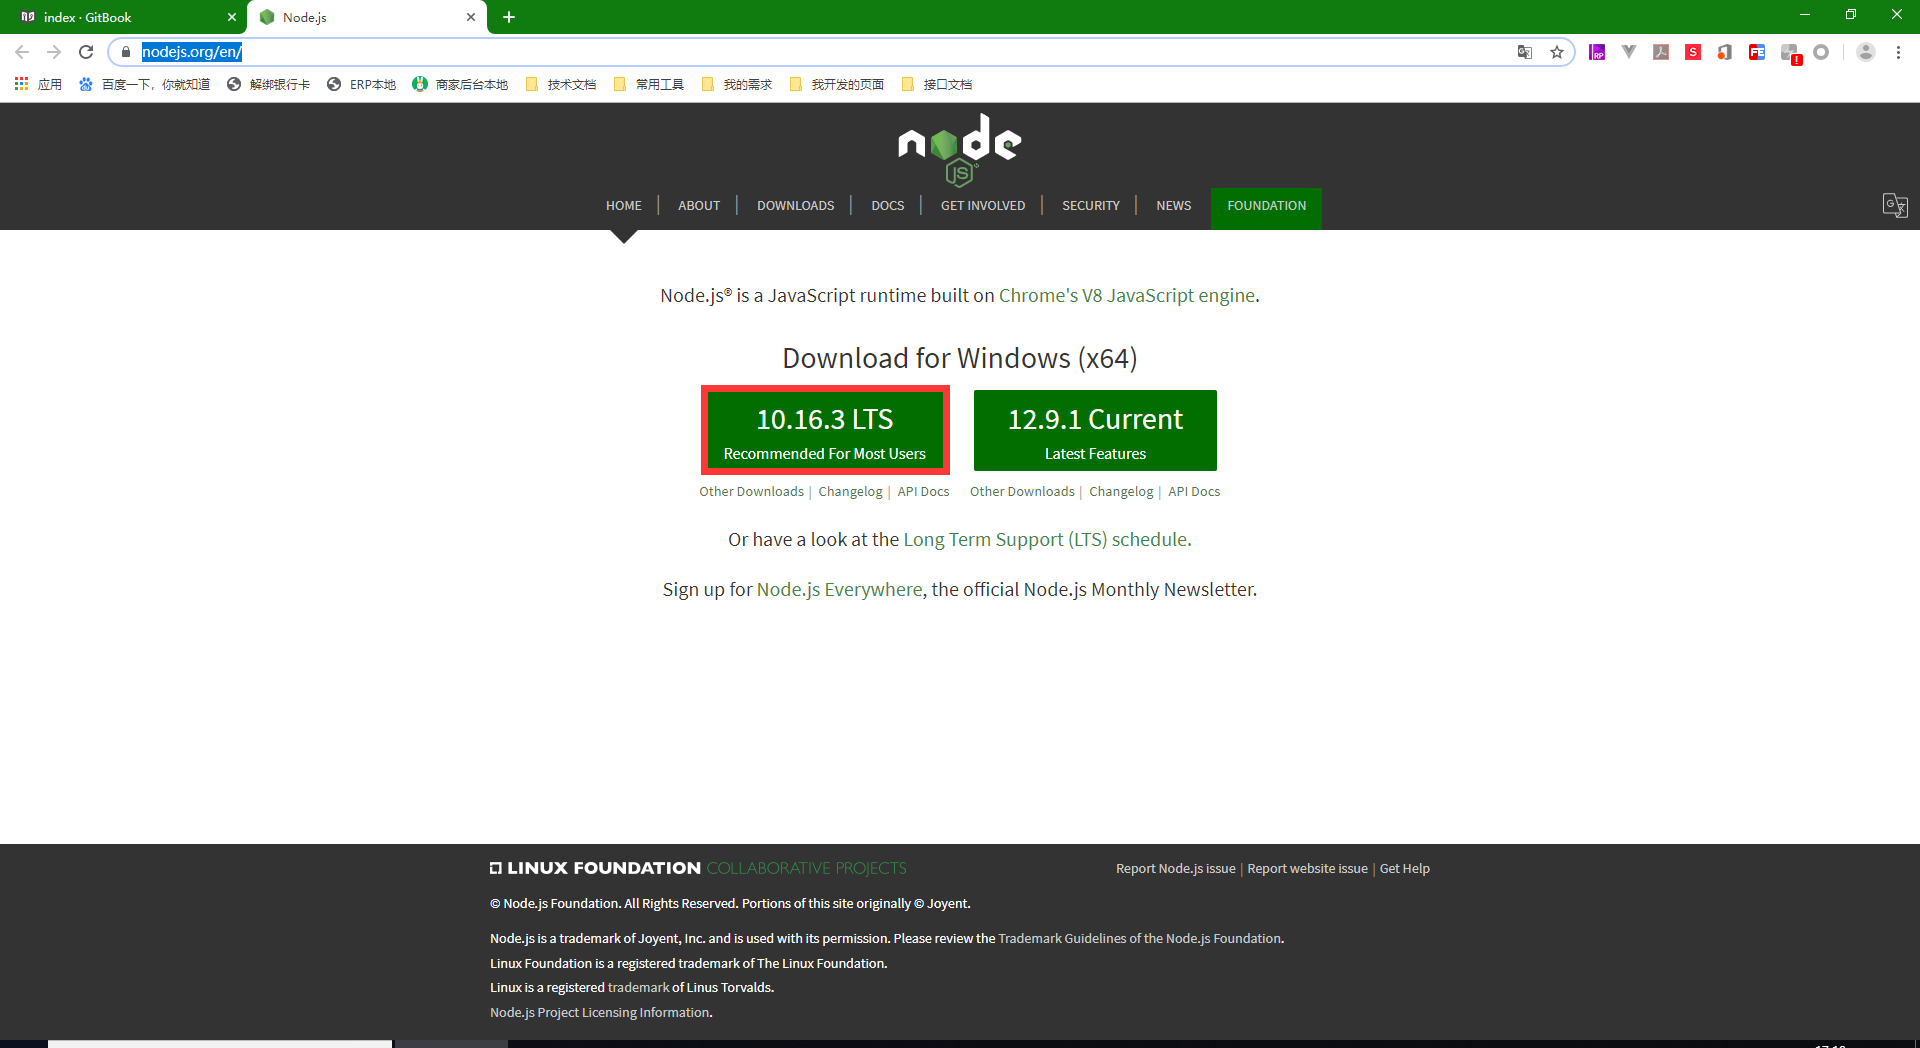 index · GitBook
Node.js
nodejs.org/en/
应用
百度一下，你就知道
解绑银行卡
ERP本地
商家后台本地
技术文档
常用工具
我的需求
我开发的页面
接口文档
node
JS
HOME | ABOUT | DOWNLOADS | DOCS | GET INVOLVED | SECURITY | NEWS
FOUNDATION
Node.js® is a JavaScript runtime built on Chrome's V8 JavaScript engine.
Download for Windows (x64)
10.16.3 LTS
Recommended For Most Users
12.9.1 Current
Latest Features
Other Downloads | Changelog | API Docs
Other Downloads | Changelog | API Docs
Or have a look at the Long Term Support (LTS) schedule.
Sign up for Node.js Everywhere, the official Node.js Monthly Newsletter.
LINUX FOUNDATION COLLABORATIVE PROJECTS
Report Node.js issue | Report website issue | Get Help
© Node.js Foundation. All Rights Reserved. Portions of this site originally © Joyent.
Node.js is a trademark of Joyent, Inc. and is used with its permission. Please review the Trademark Guidelines of the Node.js Foundation.
Linux Foundation is a registered trademark of The Linux Foundation.
Linux is a registered trademark of Linus Torvalds.
Node.js Project Licensing Information.